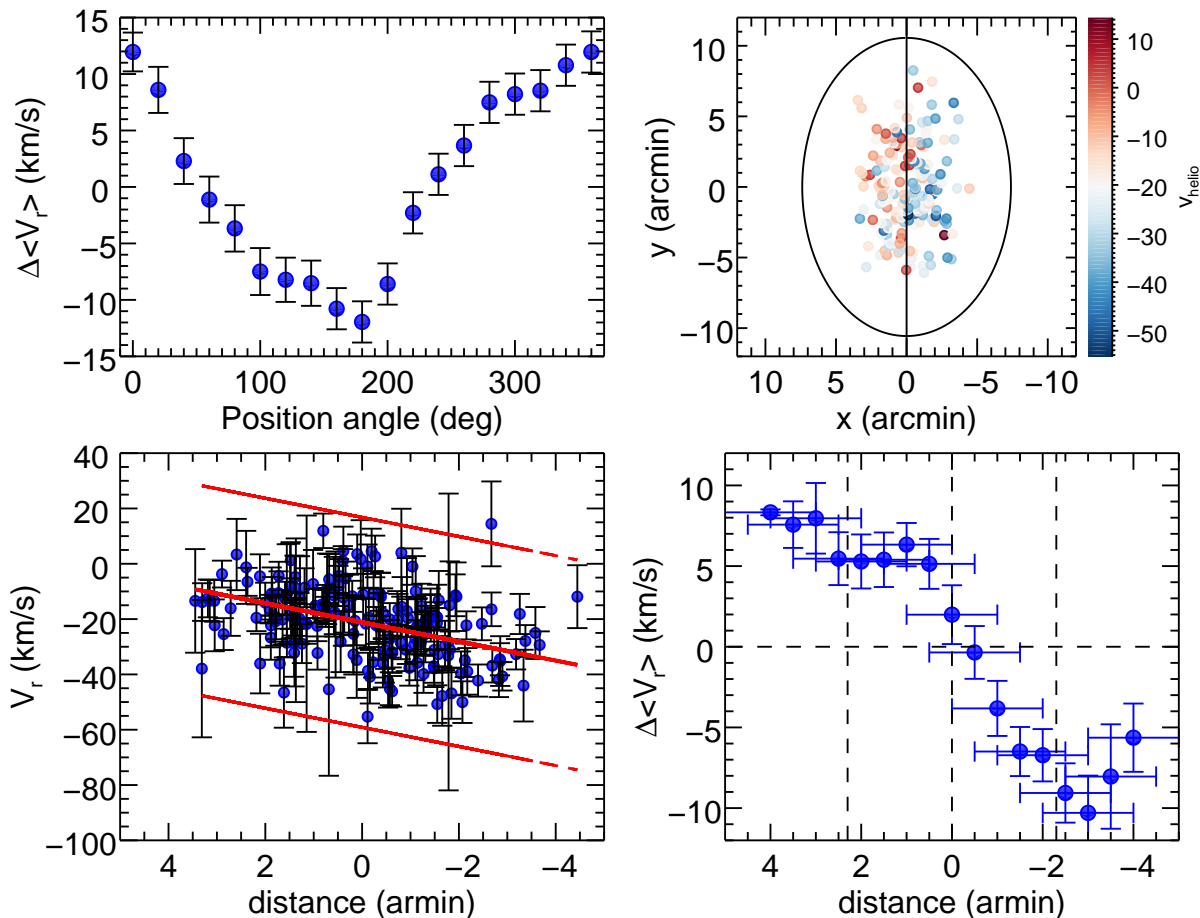 15
10
5
0
−5
−10
−15
Δ<V_r> (km/s)
0 100 200 300
Position angle (deg)
10
5
0
−5
−10
y (arcmin)
10 5 0 −5 −10
x (arcmin)
10
0
−10
−20
−30
−40
−50
v_helio
40
20
0
−20
−40
−60
−80
−100
V_r (km/s)
4 2 0 −2 −4
distance (armin)
10
5
0
−5
−10
Δ<V_r> (km/s)
4 2 0 −2 −4
distance (armin)